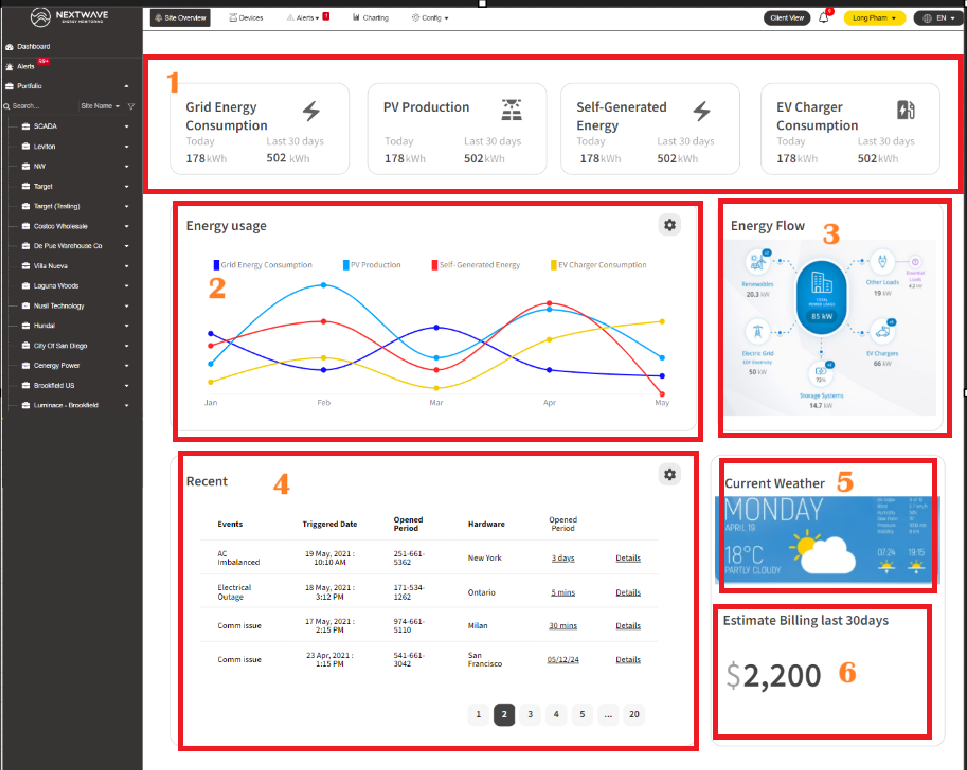 NEXTWAVE
ENERGY MONITORING
Site Overview
Devices
Alerts
Charting
Config
Client View
Long Pham
EN
Dashboard
Alerts
99+
Portfolio
Search...
Site Name
SCADA
Leviton
NW
Target
Target (Testing)
Costco Wholesale
De Pue Warehouse Co
Villa Nueva
Laguna Woods
Nusil Technology
Hundai
City Of San Diego
Cenergy Power
Brookfield US
Luminace - Brookfield
1
Grid Energy
Consumption
Today Last 30 days
178 kWh 502 kWh
PV Production
Today Last 30 days
178 kWh 502 kWh
Self-Generated
Energy
Today Last 30 days
178 kWh 502 kWh
EV Charger
Consumption
Today Last 30 days
178 kWh 502 kWh
Energy usage
2
Grid Energy Consumption PV Production Self- Generated Energy EV Charger Consumption
Jan Feb Mar Apr May
Energy Flow
3
Renewables
20.3 kW
Other Loads
19 kW
TOTAL
POWER USAGE
85 kW
Electric Grid
50 kW
EV Chargers
66 kW
Storage Systems
14.7 kW
Recent
4
Events Triggered Date Opened Period Hardware Opened Period
AC Imbalanced 19 May, 2021 : 10:10 AM 251-661-5362 New York 3 days Details
Electrical Outage 18 May, 2021 : 3:12 PM 171-534-1262 Ontario 5 mins Details
Comm. issue 17 May, 2021 : 2:15 PM 974-661-5110 Milan 30 mins Details
Comm issue 23 Apr, 2021 : 1:15 PM 541-661-3042 San Francisco 05/12/24 Details
1 2 3 4 5 ... 20
Current Weather
5
MONDAY
APRIL 19
18°C
PARTLY CLOUDY
07:24 19:15
Estimate Billing last 30days
$2,200
6